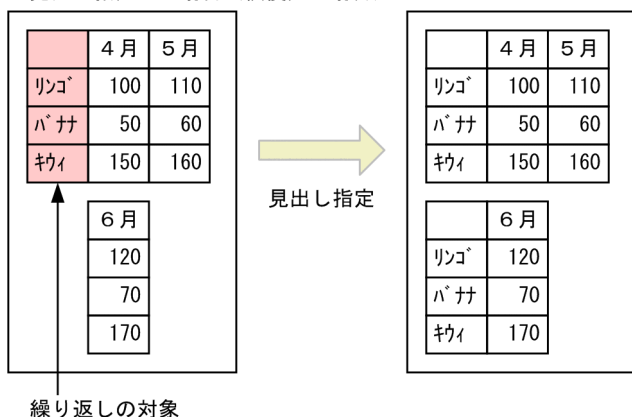 ４月 ５月
ﾘﾝｺﾞ 100 110
ﾊﾞﾅﾅ 50 60
ｷｳｨ 150 160
６月
120
70
170
繰り返しの対象
見出し指定
４月 ５月
ﾘﾝｺﾞ 100 110
ﾊﾞﾅﾅ 50 60
ｷｳｨ 150 160
６月
ﾘﾝｺﾞ 120
ﾊﾞﾅﾅ 70
ｷｳｨ 170